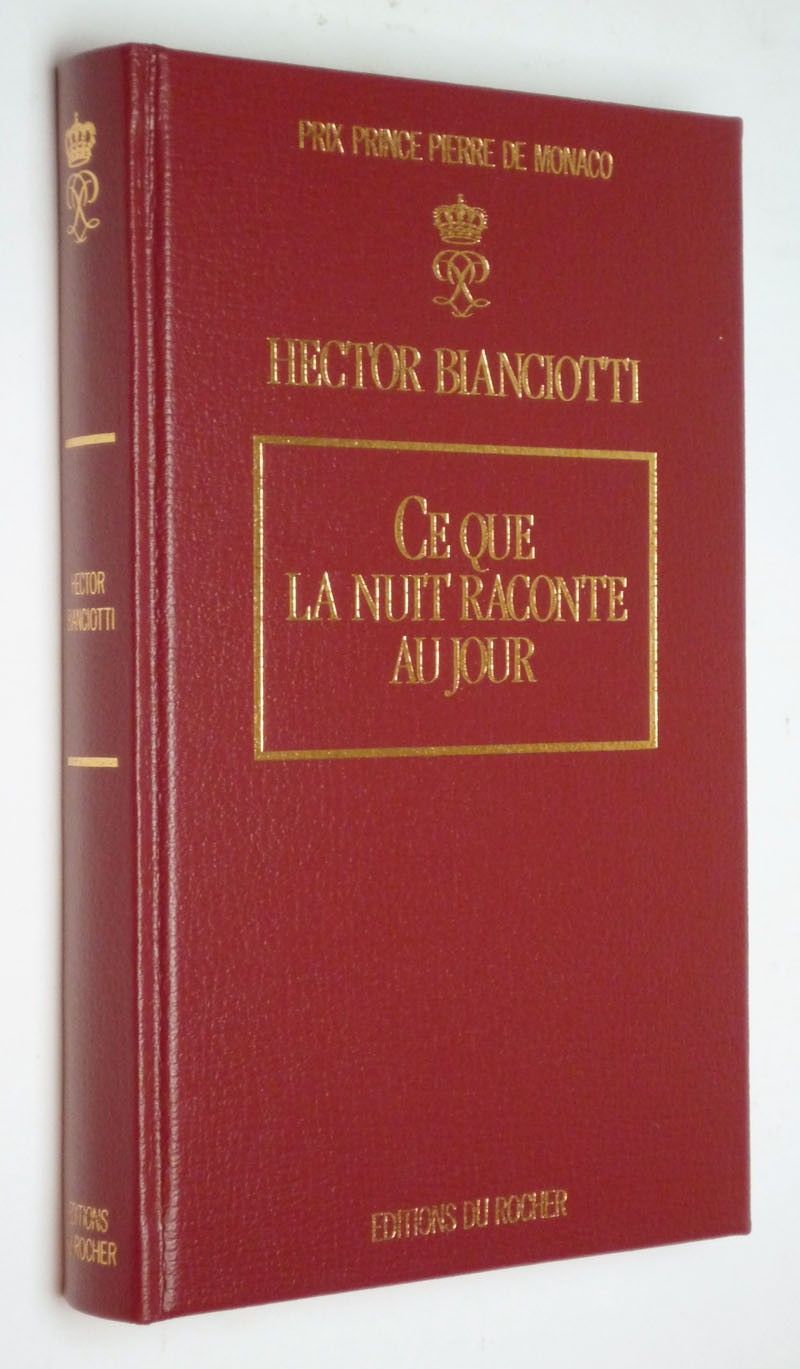 PRIX PRINCE PIERRE DE MONACO
HECTOR BIANCIOTTI
CE QUE
LA NUIT RACONTE
AU JOUR
EDITIONS DU ROCHER
HECTOR
BIANCIOTTI
EDITIONS
DU ROCHER